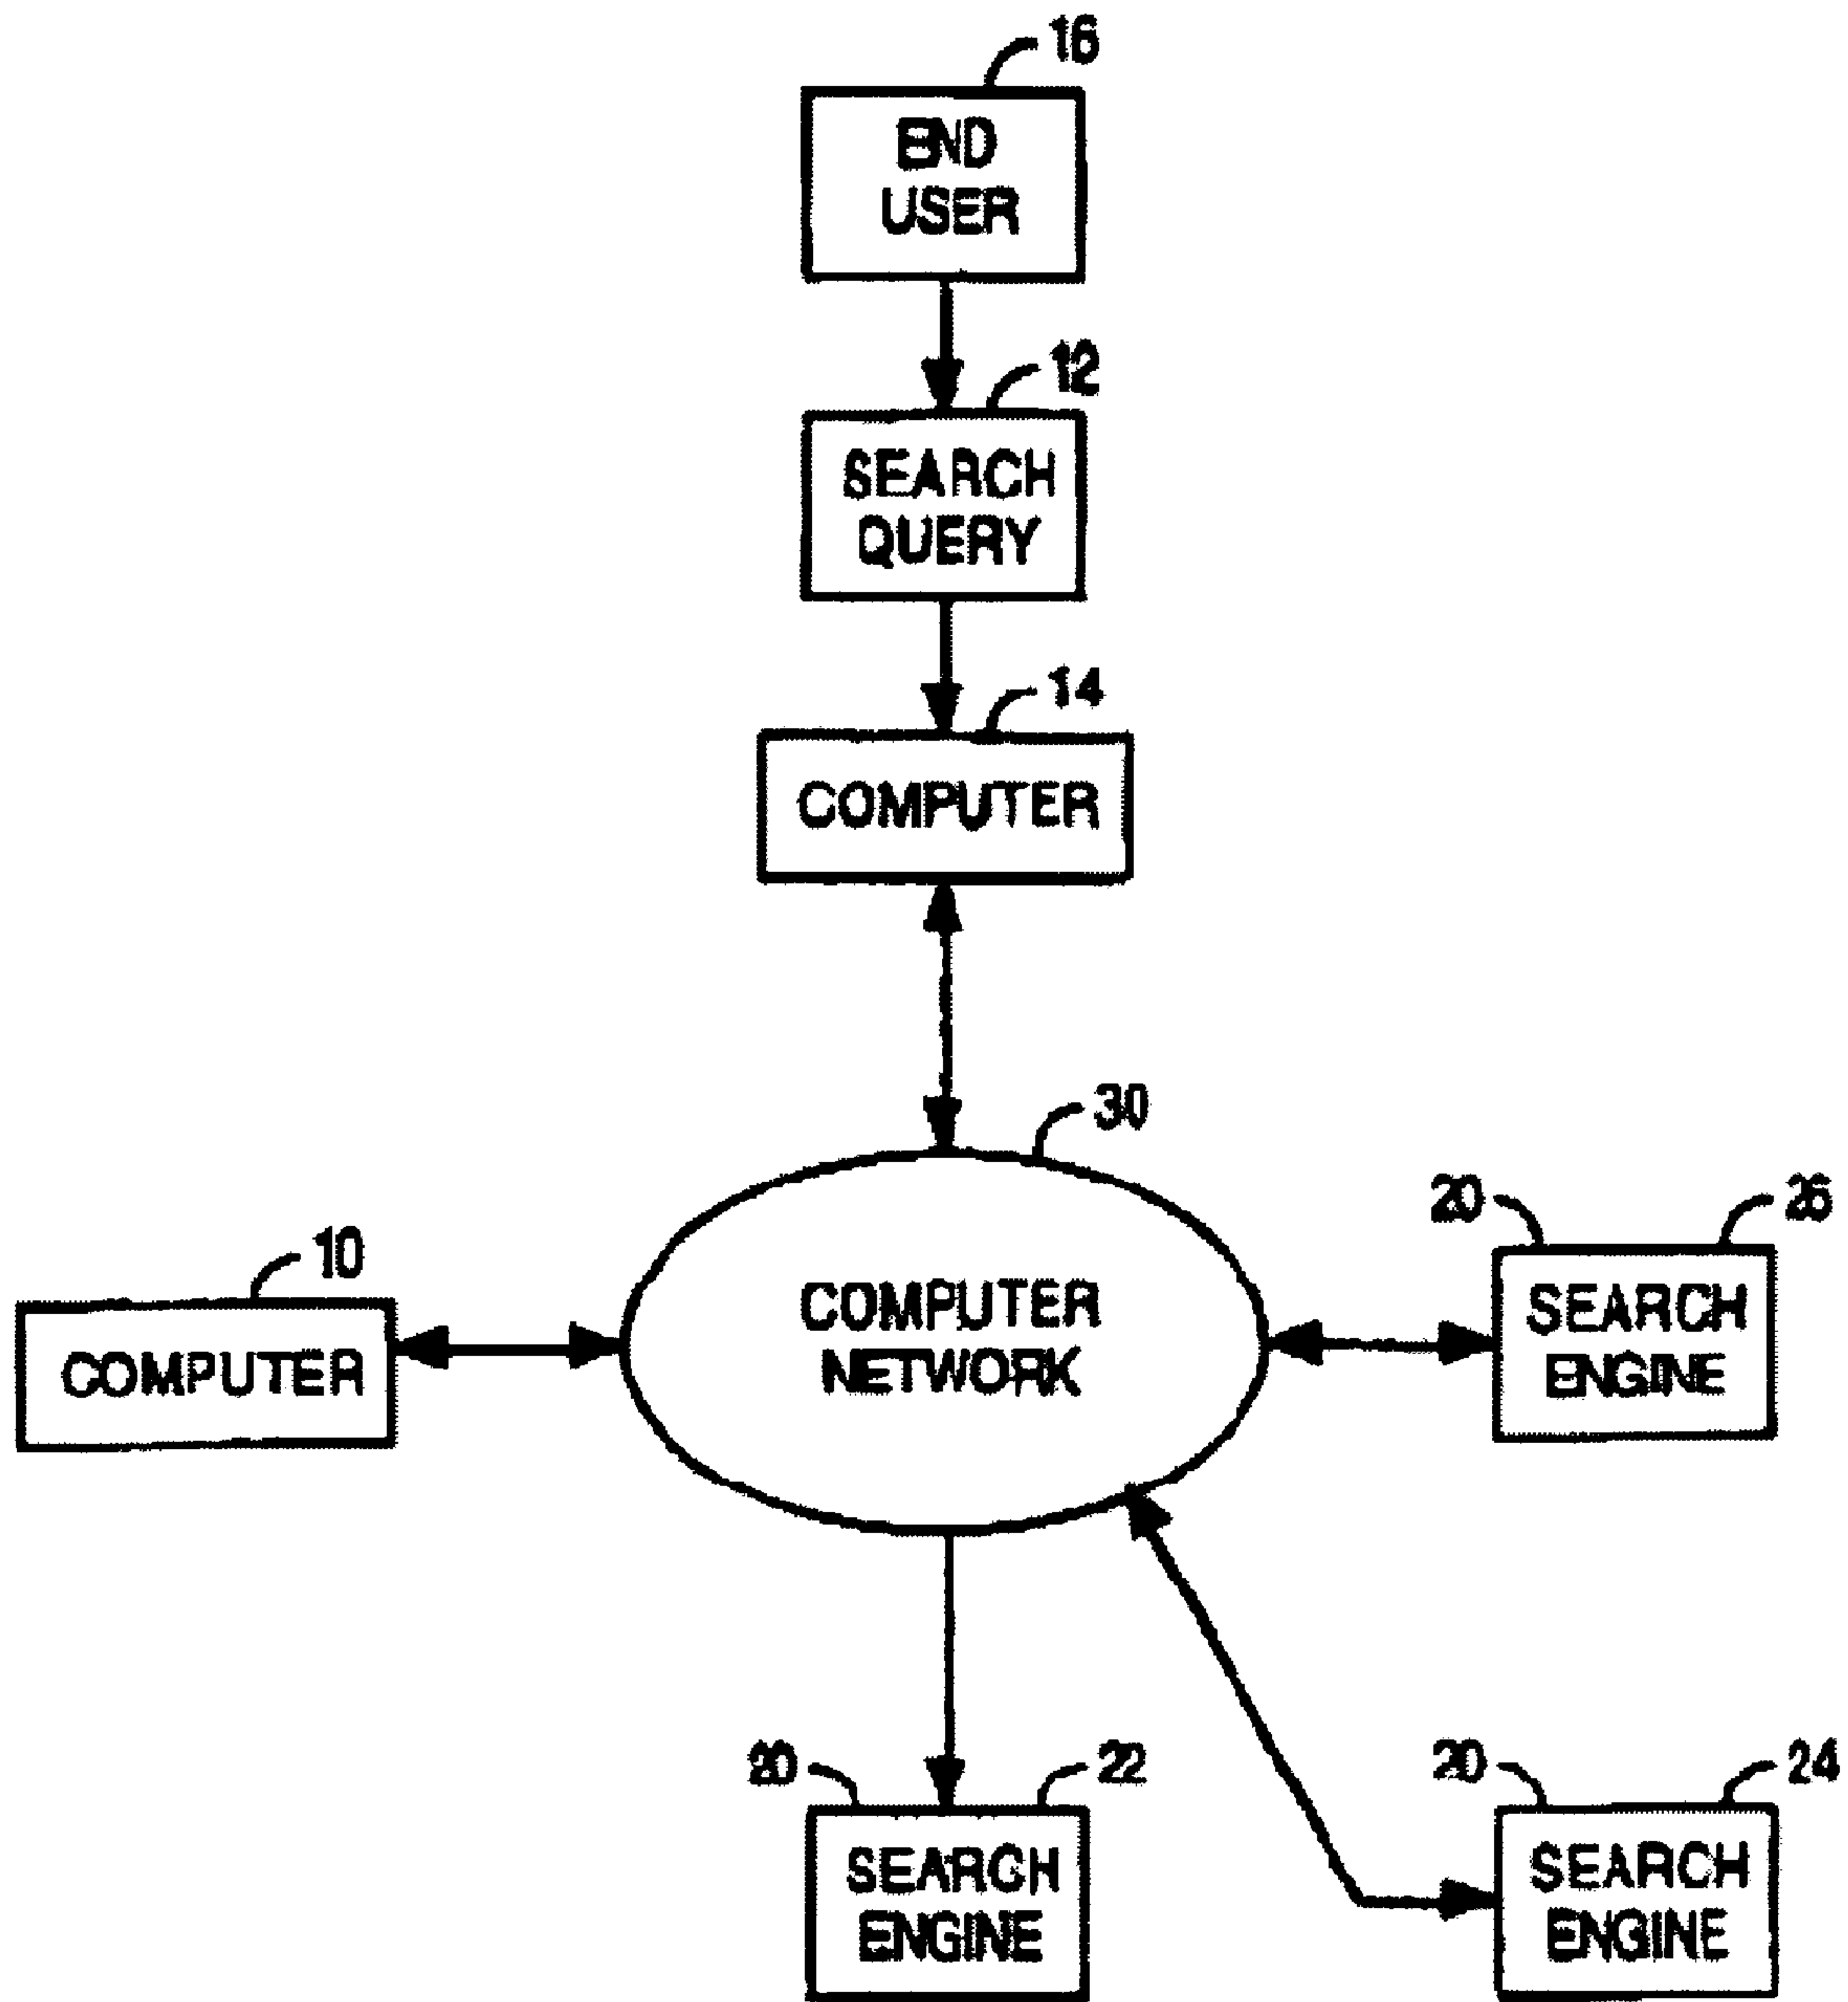 16
END
USER
12
SEARCH
QUERY
14
COMPUTER
30
COMPUTER
NETWORK
10
COMPUTER
20 26
SEARCH
ENGINE
20 22
SEARCH
ENGINE
20 24
SEARCH
ENGINE